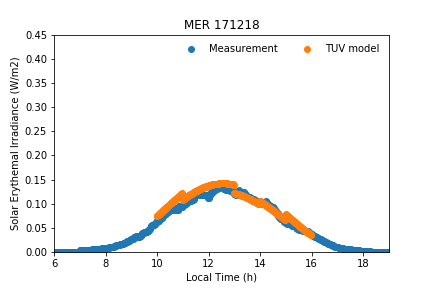 MER 171218
Measurement
TUV model
Solar Erythemal Irradiance (W/m2)
0.45
0.40
0.35
0.30
0.25
0.20
0.15
0.10
0.05
0.00
6 8 10 12 14 16 18
Local Time (h)